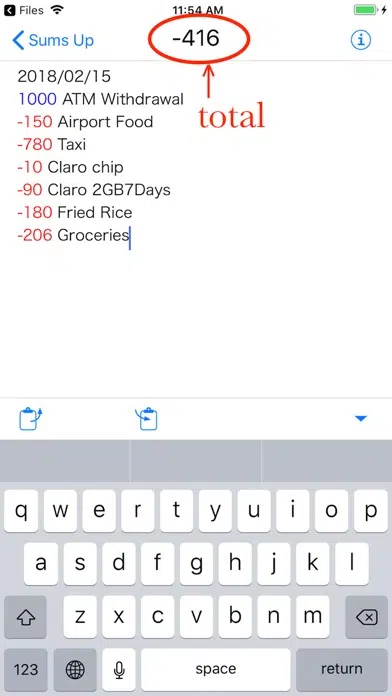 Files 11:54 AM
Sums Up -416
total
2018/02/15
1000 ATM Withdrawal
-150 Airport Food
-780 Taxi
-10 Claro chip
-90 Claro 2GB7Days
-180 Fried Rice
-206 Groceries
q w e r t y u i o p
a s d f g h j k l
z x c v b n m
123 space return